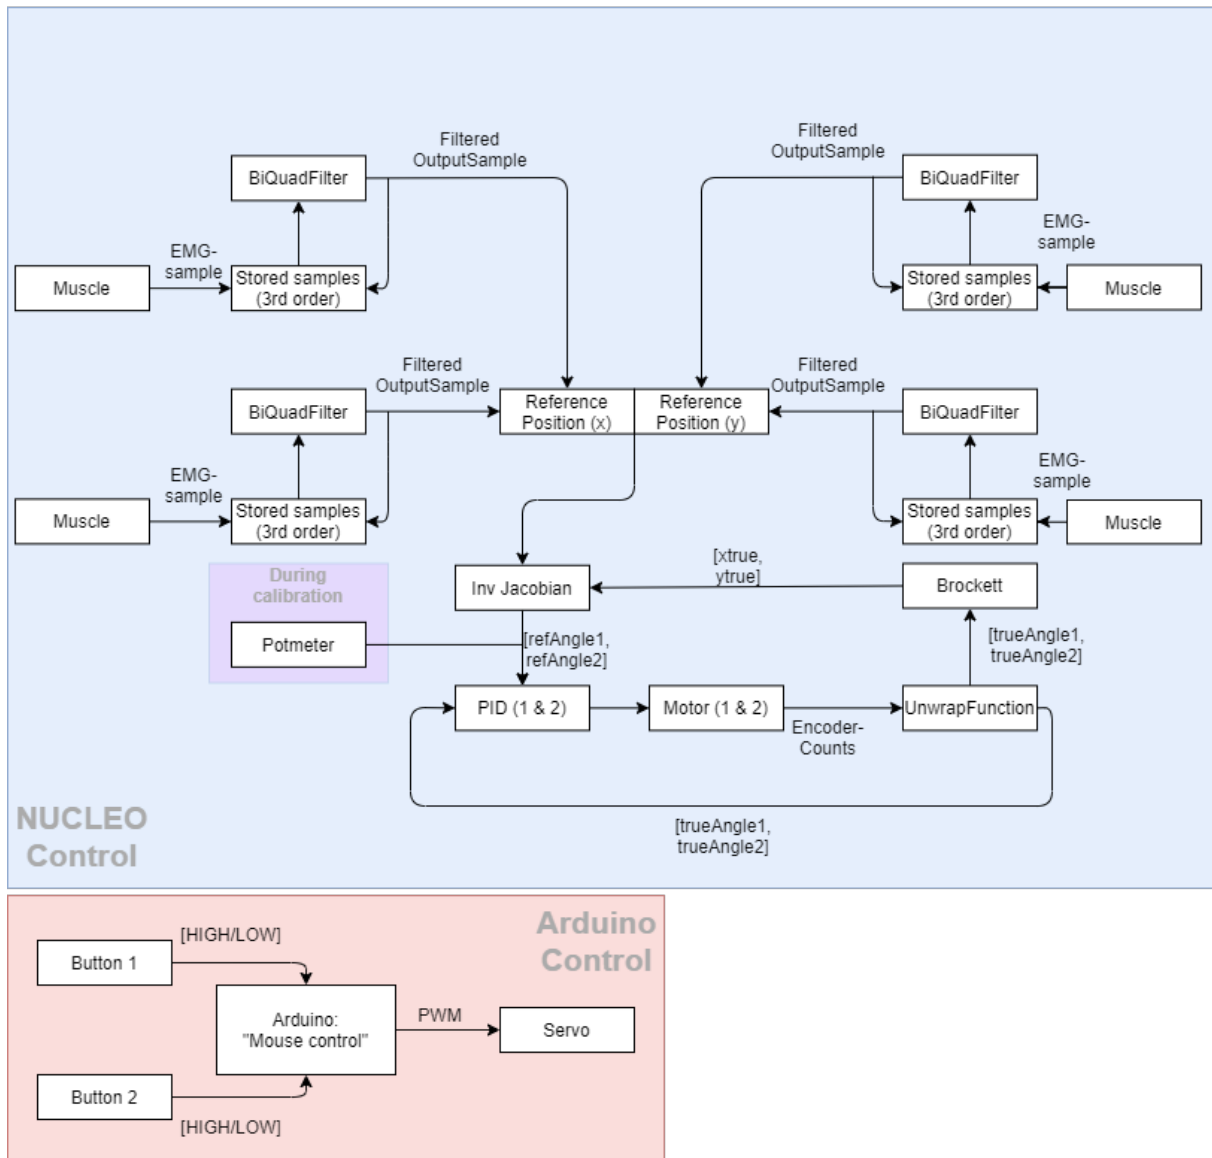 Filtered
OutputSample
Filtered
OutputSample
BiQuadFilter
BiQuadFilter
EMG-
sample
EMG-
sample
Muscle
Stored samples
(3rd order)
Stored samples
(3rd order)
Muscle
Filtered
OutputSample
Filtered
OutputSample
BiQuadFilter
Reference
Position (x)
Reference
Position (y)
BiQuadFilter
EMG-
sample
EMG-
sample
Muscle
Stored samples
(3rd order)
Stored samples
(3rd order)
Muscle
During
calibration
Potmeter
Inv Jacobian
[xtrue,
ytrue]
Brockett
[refAngle1,
refAngle2]
[trueAngle1,
trueAngle2]
PID (1 & 2)
Motor (1 & 2)
Encoder-
Counts
UnwrapFunction
[trueAngle1,
trueAngle2]
NUCLEO
Control
Arduino
Control
[HIGH/LOW]
Button 1
Arduino:
"Mouse control"
PWM
Servo
Button 2
[HIGH/LOW]